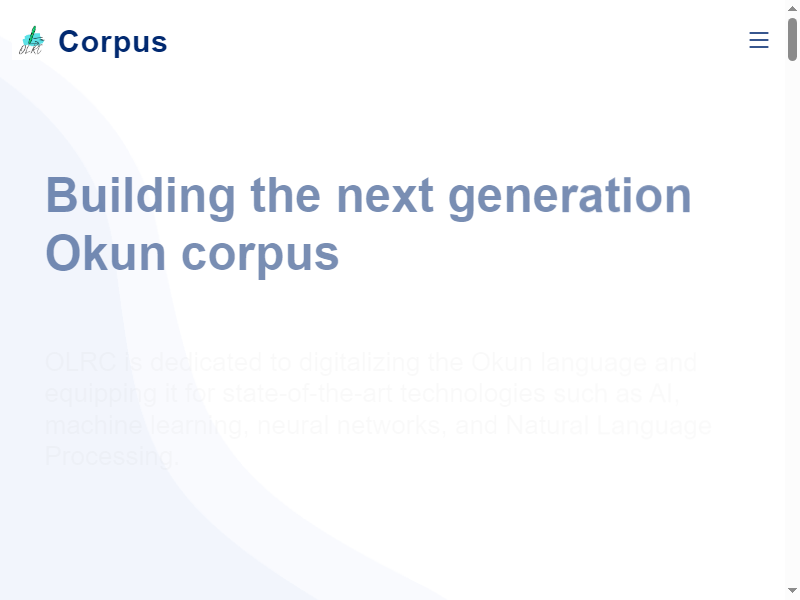 OLRC
Corpus
Building the next generation
Okun corpus
OLRC is dedicated to digitalizing the Okun language and
equipping it for state-of-the-art technologies such as AI,
machine learning, neural networks, and Natural Language
Processing.